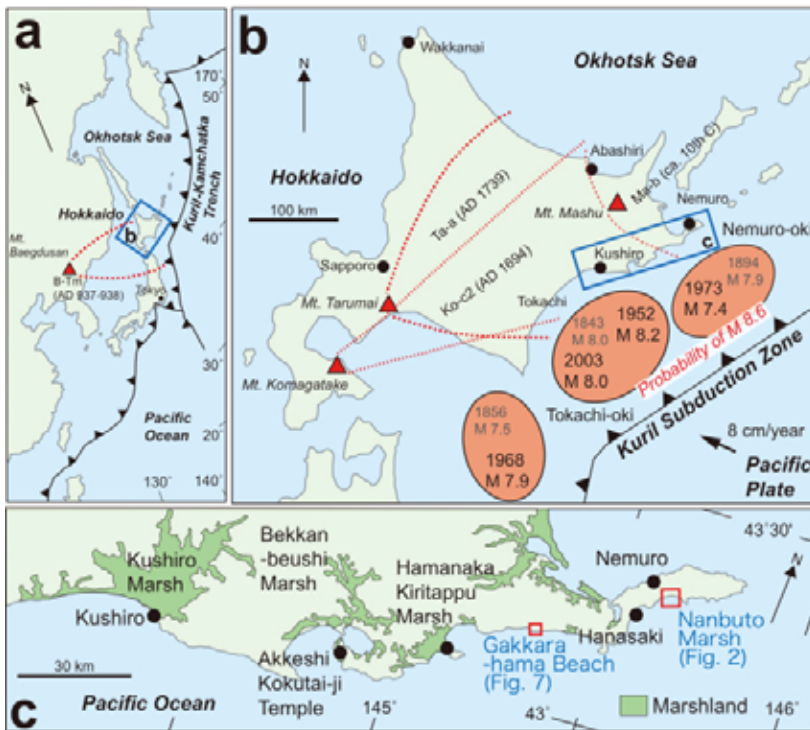 a
N
170°
50°
Okhotsk Sea
Kuril-Kamchatka
Trench
Hokkaido
b
Mt.
Baegdusan
B-Tm
(AD 937-938)
Tokyo
40
30
20
Pacific
Ocean
130°
140°
b
Wakkanai
Okhotsk Sea
N
Abashiri
Ma-b (ca. 10th C)
Hokkaido
100 km
Ta-a (AD 1739)
Mt. Mashu
Nemuro
Nemuro-oki
c
Kushiro
Sapporo
Ko-c2 (AD 1694)
Mt. Tarumai
Tokachi
Mt. Komagatake
1894
M 7.9
1973
M 7.4
1843
M 8.0
1952
M 8.2
2003
M 8.0
Probability of M 8.6
Tokachi-oki
Kuril Subduction Zone
1856
M 7.5
1968
M 7.9
8 cm/year
Pacific
Plate
43°30'
Kushiro
Marsh
Bekkan
-beushi
Marsh
Hamanaka
Kiritappu
Marsh
Nemuro
N
Kushiro
Hanasaki
Nanbuto
Marsh
(Fig. 2)
Gakkara
-hama Beach
(Fig. 7)
30 km
Akkeshi
Kokutai-ji
Temple
Pacific Ocean
145°
43°
Marshland
146°
c